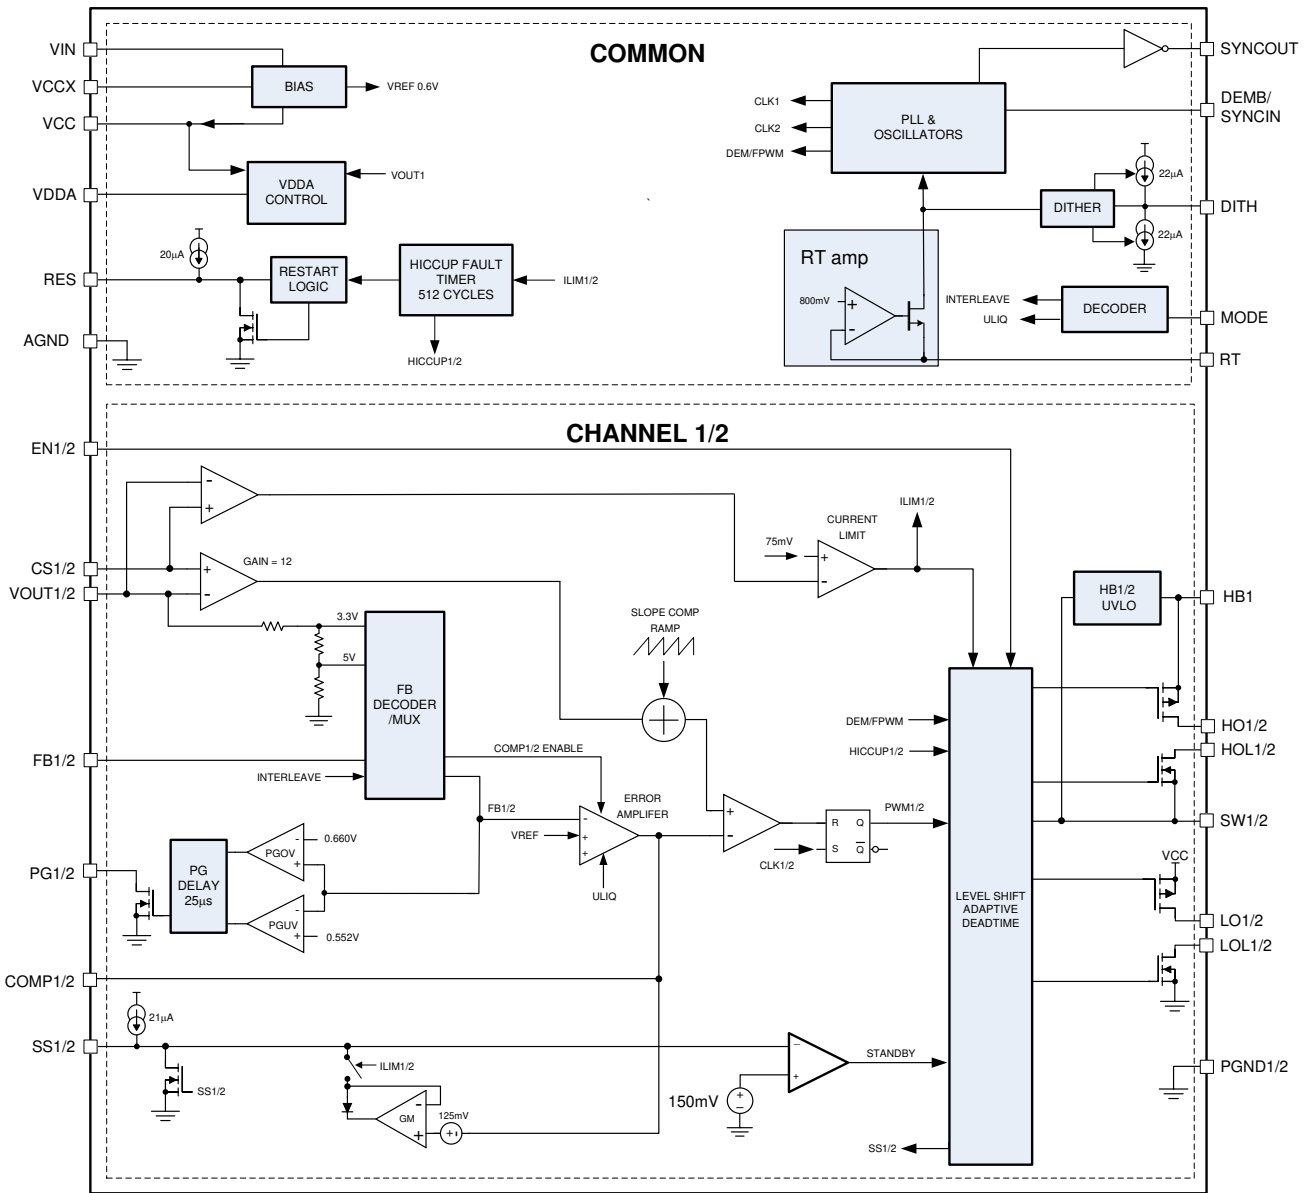 COMMON
VIN
VCCX
VCC
VDDA
RES
AGND
BIAS
VREF 0.6V
VDDA
CONTROL
VOUT1
20µA
RESTART
LOGIC
HICCUP FAULT
TIMER
512 CYCLES
ILIM1/2
HICCUP1/2
CLK1
CLK2
DEM/FPWM
PLL &
OSCILLATORS
SYNCOUT
DEMB/
SYNCIN
DITHER
22µA
22µA
DITH
RT amp
800mV
+
-
INTERLEAVE
ULIQ
DECODER
MODE
RT
CHANNEL 1/2
EN1/2
-
+
CS1/2
VOUT1/2
+
-
GAIN = 12
ILIM1/2
CURRENT
LIMIT
75mV
+
-
HB1/2
UVLO
HB1
3.3V
5V
FB
DECODER
/MUX
SLOPE COMP
RAMP
FB1/2
INTERLEAVE
COMP1/2 ENABLE
FB1/2
VREF
ERROR
AMPLIFER
-
+
+
ULIQ
+
-
R
Q
S
Q
CLK1/2
PWM1/2
DEM/FPWM
HICCUP1/2
LEVEL SHIFT
ADAPTIVE
DEADTIME
HO1/2
HOL1/2
SW1/2
VCC
LO1/2
LOL1/2
PGND1/2
PG1/2
PG
DELAY
25µs
PGOV
-
+
0.660V
PGUV
-
+
0.552V
COMP1/2
21µA
SS1/2
SS1/2
ILIM1/2
GM
-
+
125mV
+-
150mV
+
-
-
+
STANDBY
SS1/2